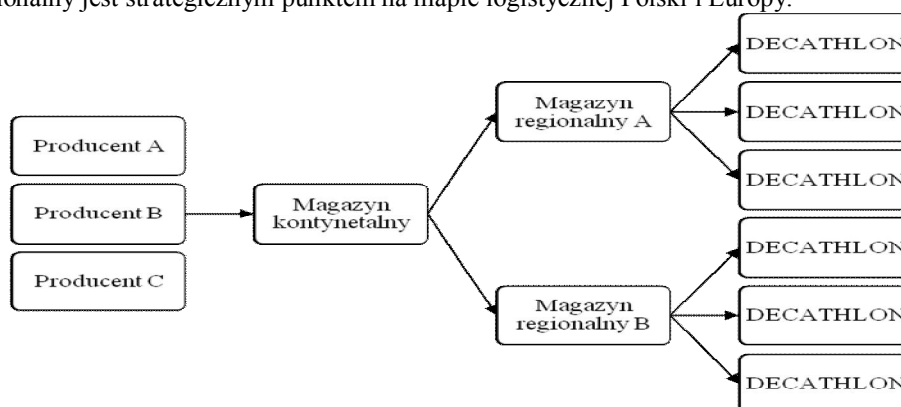 jest strategicznym punktem na mapie logistycznej Polski i Europy.
Producent A
Producent B
Producent C
Magazyn
kontynetalny
Magazyn
regionalny A
Magazyn
regionalny B
DECATHLON
DECATHLON
DECATHLON
DECATHLON
DECATHLON
DECATHLON